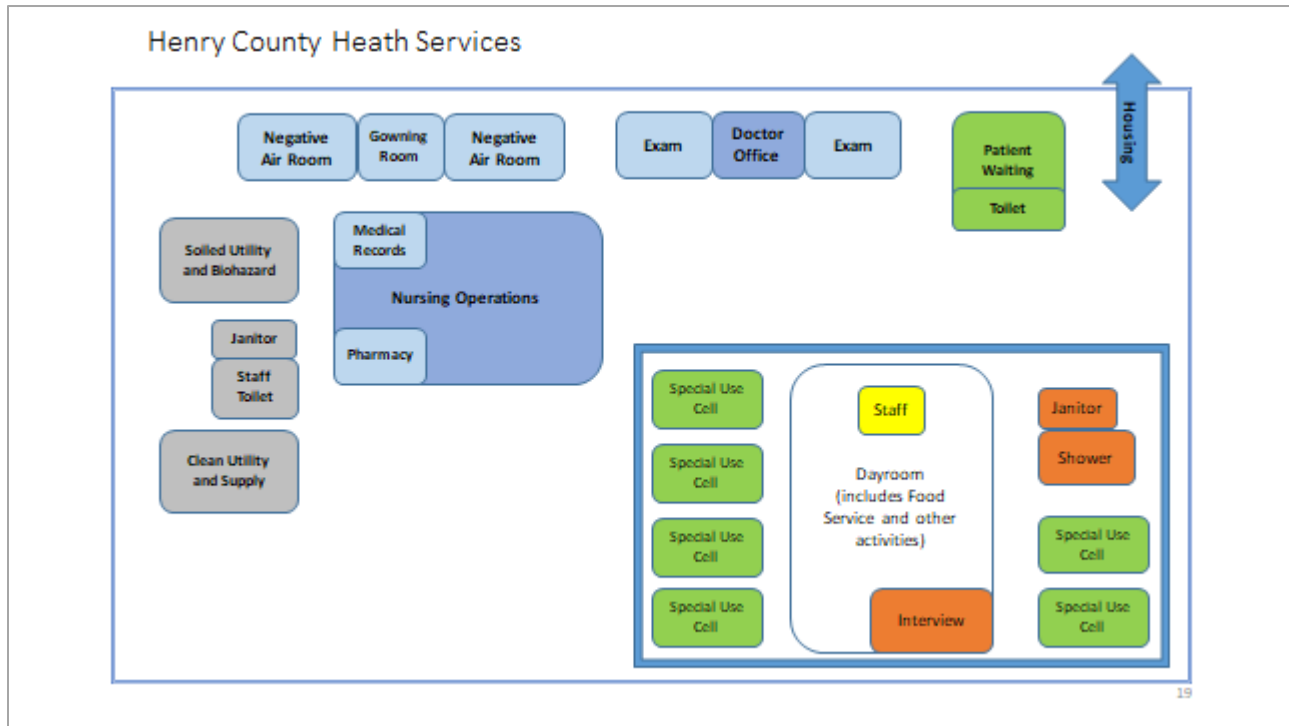 Henry County Heath Services
Housing
Negative
Air Room
Gowning
Room
Negative
Air Room
Exam
Doctor
Office
Exam
Patient
Waiting
Toilet
Soiled Utility
and Biohazard
Medical
Records
Nursing Operations
Pharmacy
Janitor
Staff
Toilet
Clean Utility
and Supply
Special Use
Cell
Special Use
Cell
Special Use
Cell
Special Use
Cell
Staff
Dayroom
(includes Food
Service and other
activities)
Interview
Janitor
Shower
Special Use
Cell
Special Use
Cell
19